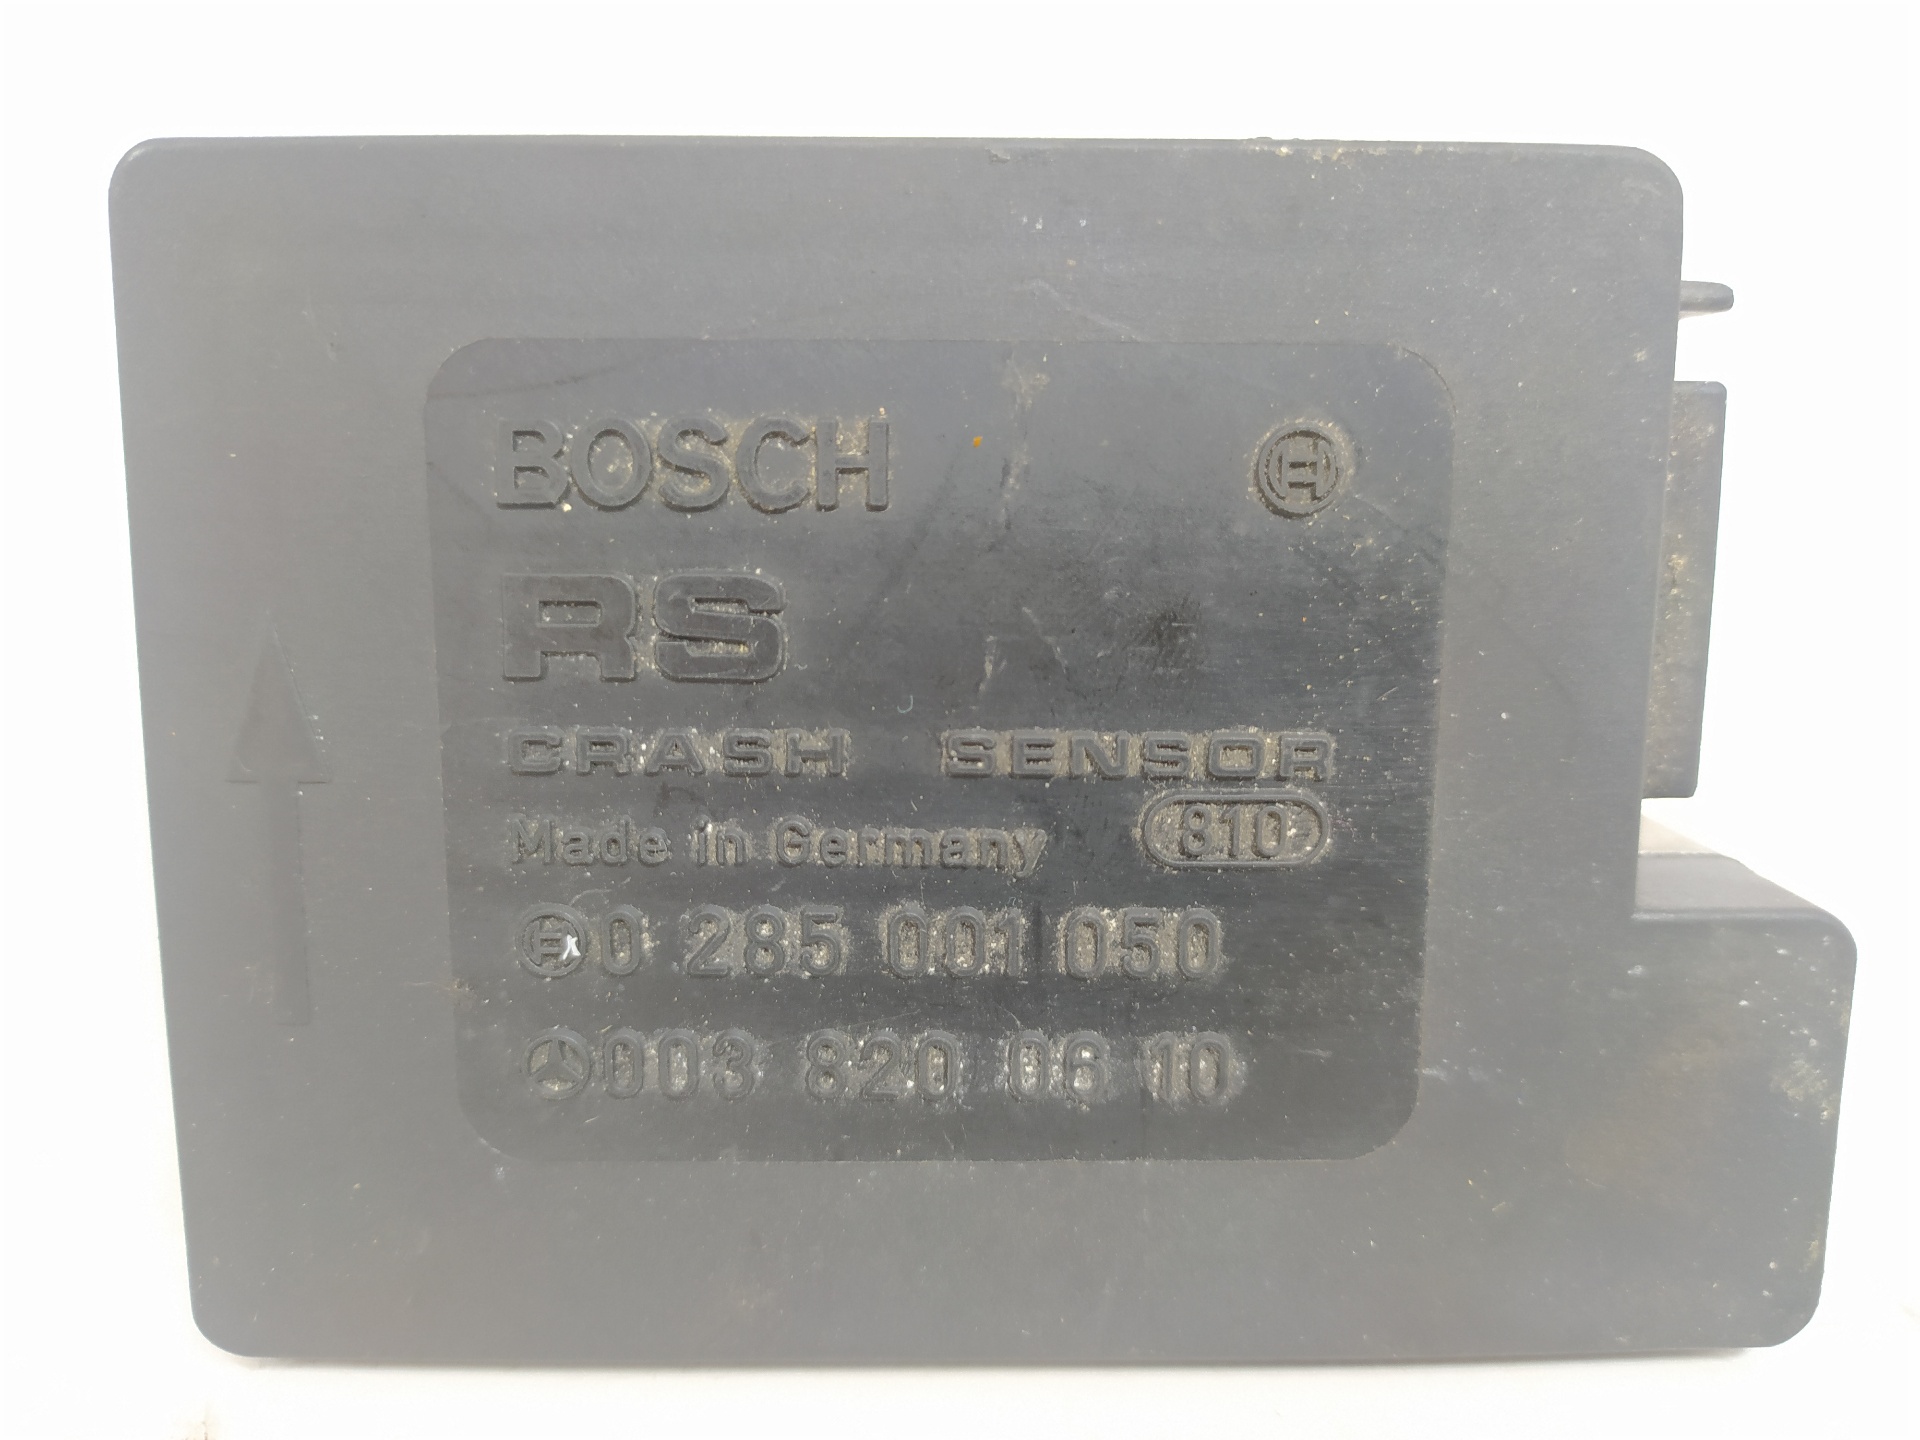 BOSCH
RS
CRASH SENSOR
Made in Germany 810
0 285 001 050
003 820 06 10